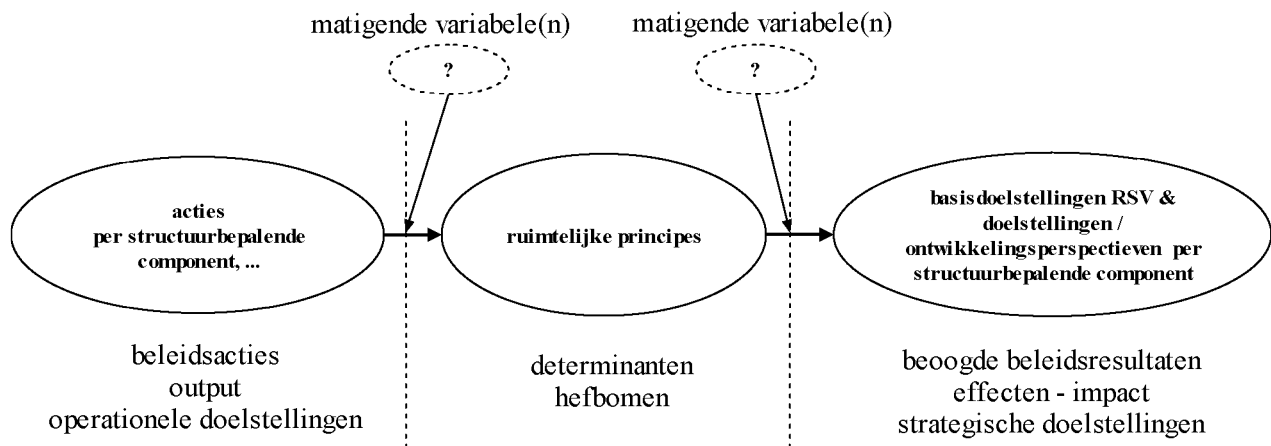 matigende variabele(n)
matigende variabele(n)
?
?
acties
per structuurbepalende
component, ...
ruimtelijke principes
basisdoelstellingen RSV &
doelstellingen /
ontwikkelingsperspectieven per
structuurbepalende component
beleidsacties
output
operationele doelstellingen
determinanten
hefbomen
beoogde beleidsresultaten
effecten - impact
strategische doelstellingen